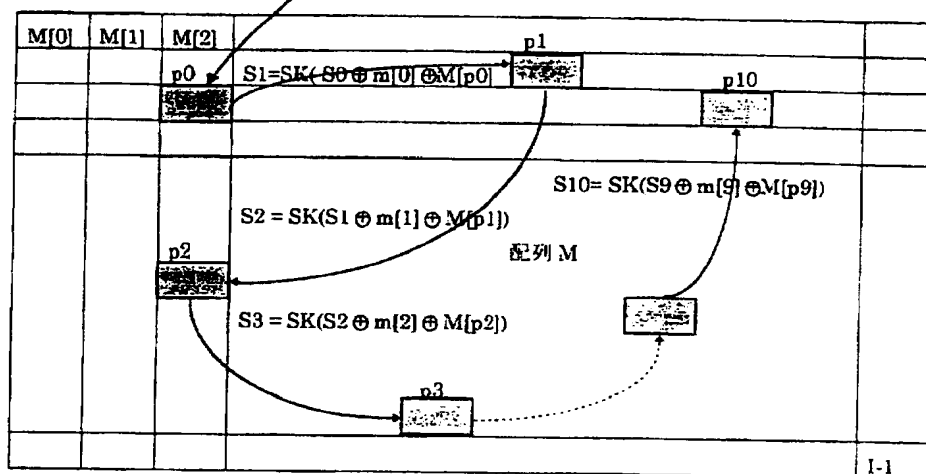 M[0] M[1] M[2]
p1
p0 S1=SK( S0 ⊕ m[0] ⊕M[p0]
p10
S10= SK(S9 ⊕ m[9] ⊕M[p9])
S2 = SK(S1 ⊕ m[1] ⊕ M[p1])
p2
配列 M
S3 = SK(S2 ⊕ m[2] ⊕ M[p2])
p3
I-1